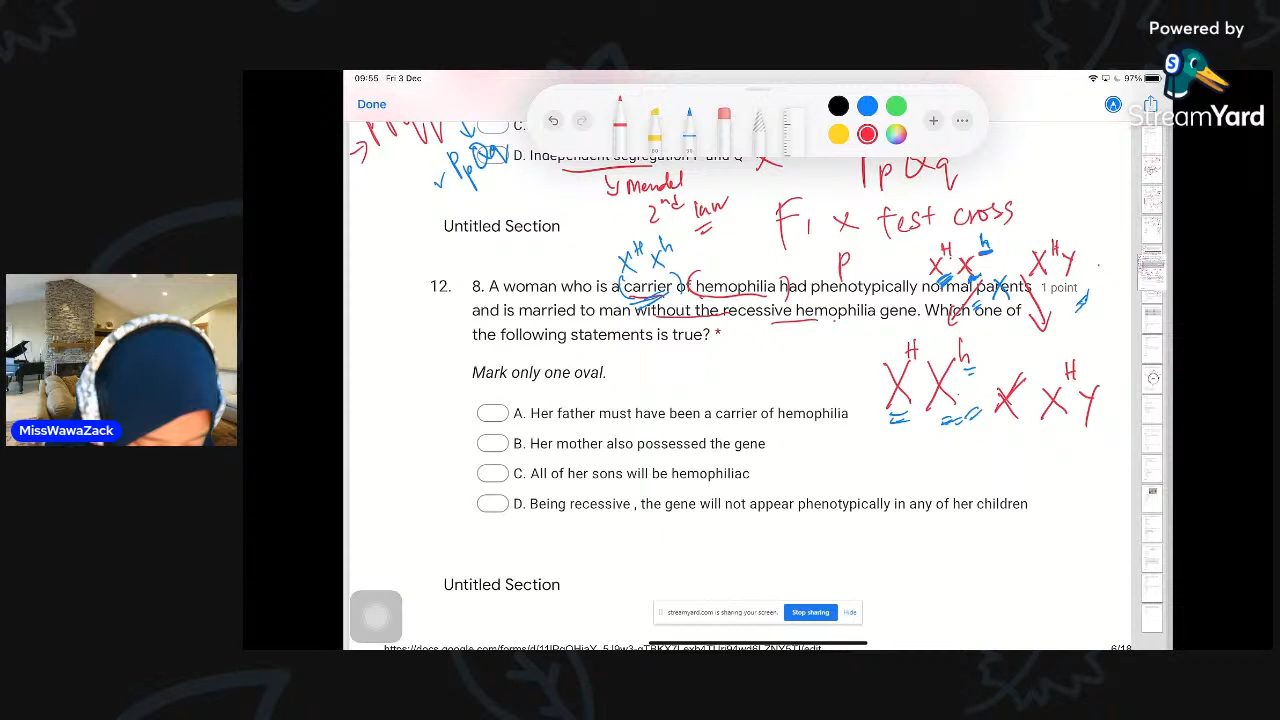 Powered by
StreamYard
09:55 Fri 3 Dec
97%
Done
C.
PpQq
D. Independent segregation P and Q
X
PpQq
↳ Mendel
2nd law
Untitled Section
F1 x test cross
X^H X^h
P
X^H X^h X X^H Y
12. 8. A woman who is a carrier of hemophilia had phenotypically normal parents 1 point
and is married to man without the recessive hemophilia gene. Which one of
the following statements is true? *
X^H X^h X X^H Y
Mark only one oval.
A. Her father must have been a carrier of hemophilia
MissWawaZack
B. Her mother also possessed the gene
C. All of her sons will be hemophiliac
D. Being recessive , the gene will not appear phenotypically in any of her children
Untitled Section
streamyard.com is sharing your screen.
Stop sharing
Hide
6/18